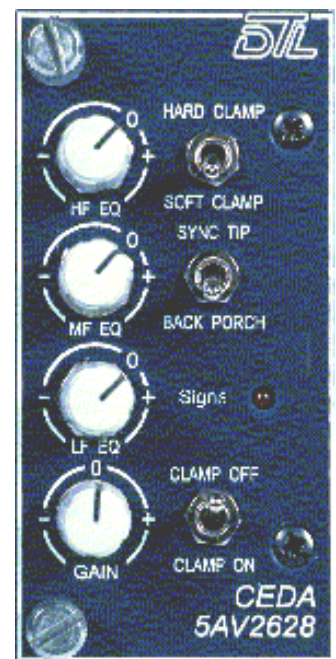 DTL
HARD CLAMP
0
- +
HF EQ
SOFT CLAMP
SYNC TIP
0
- +
MF EQ
BACK PORCH
0
- +
Signs
LF EQ
0
CLAMP OFF
- +
GAIN
CLAMP ON
CEDA
5AV2628